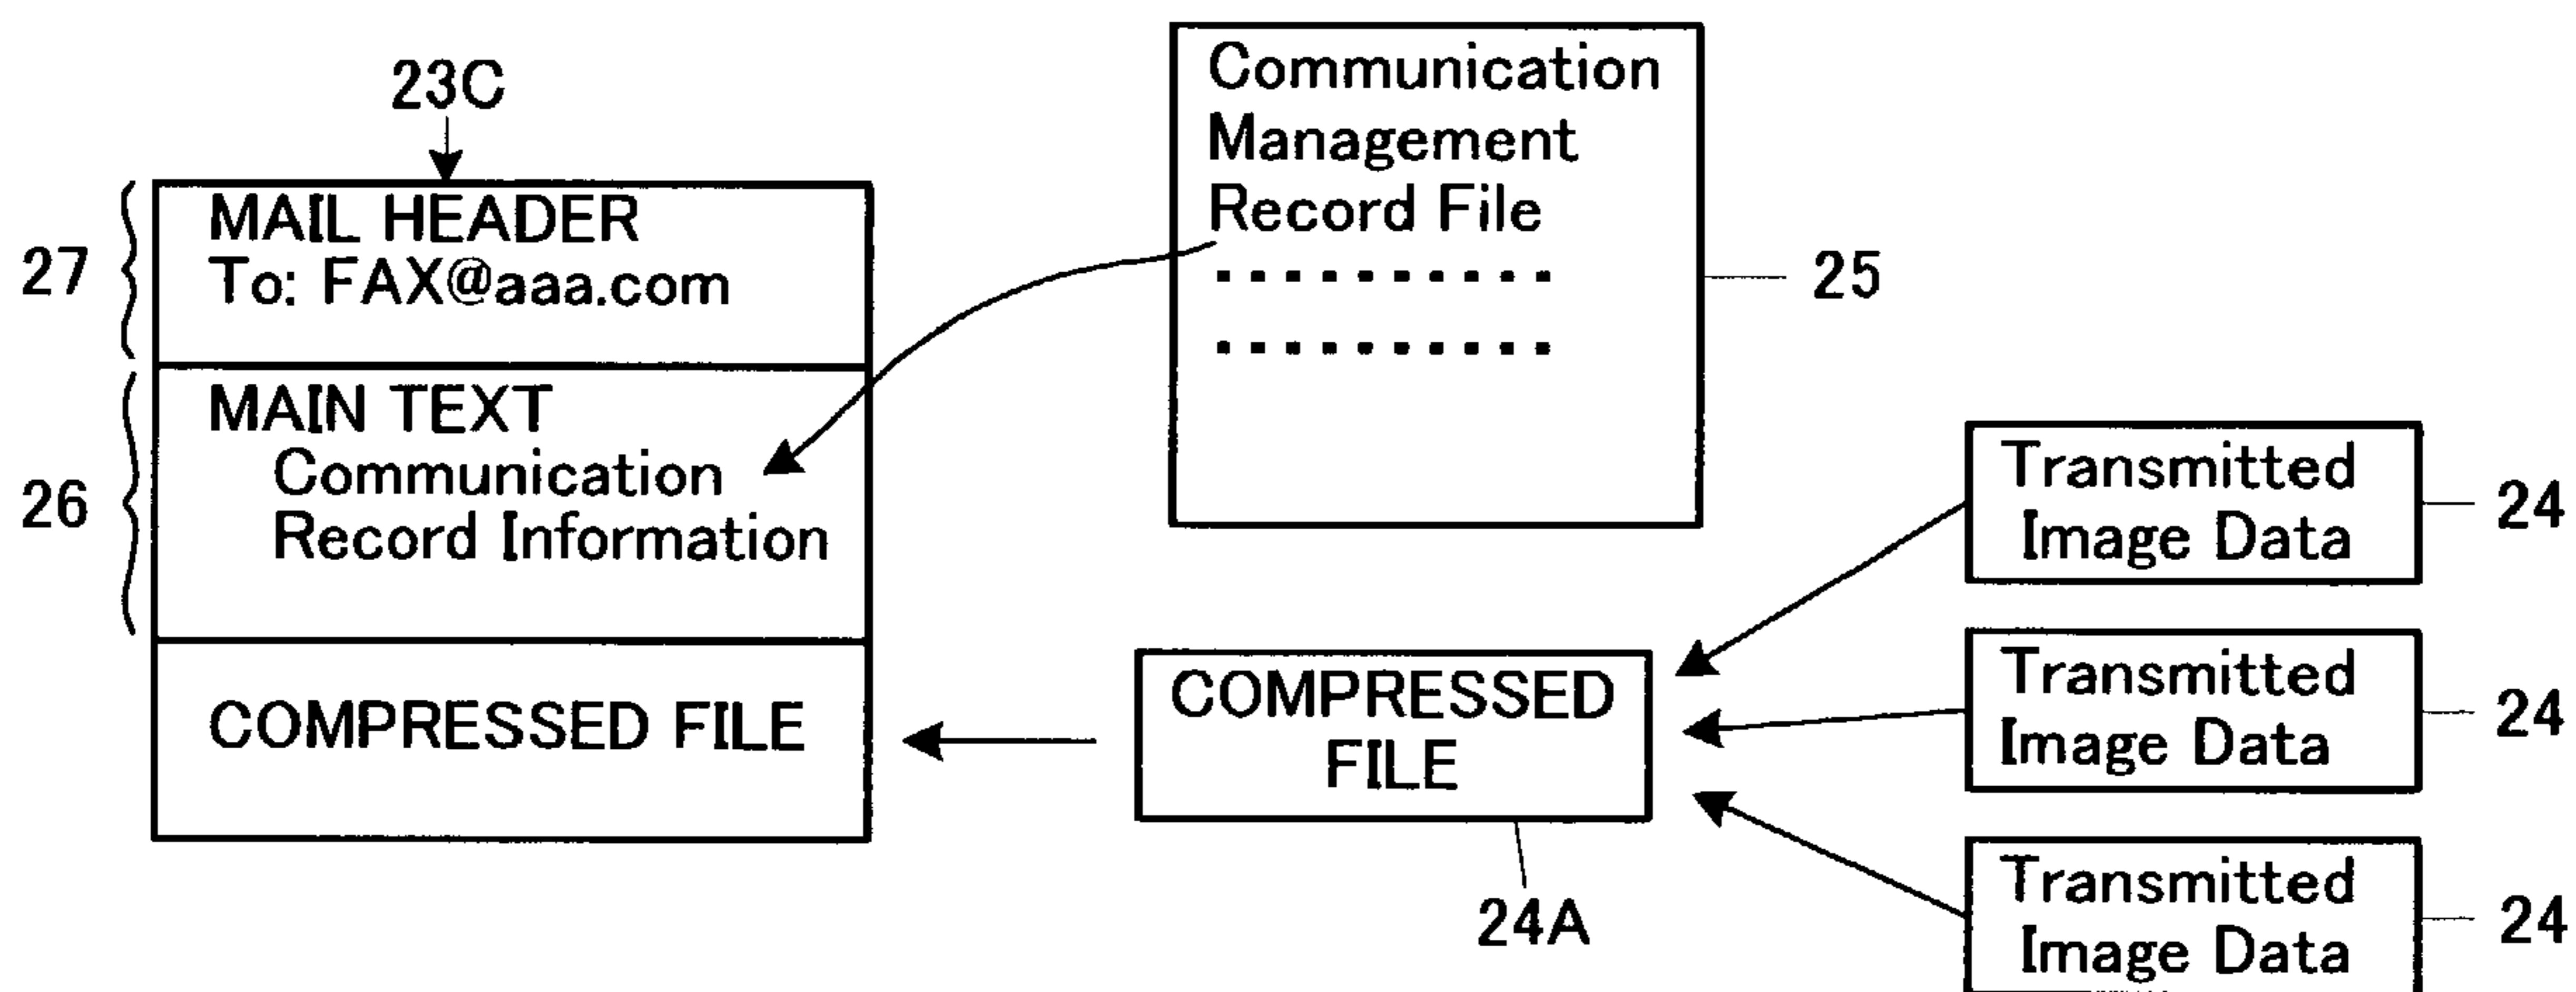 23C
27
MAIL HEADER
To: FAX@aaa.com
26
MAIN TEXT
Communication
Record Information
COMPRESSED FILE
Communication
Management
Record File
25
COMPRESSED
FILE
24A
Transmitted
Image Data
24
Transmitted
Image Data
24
Transmitted
Image Data
24